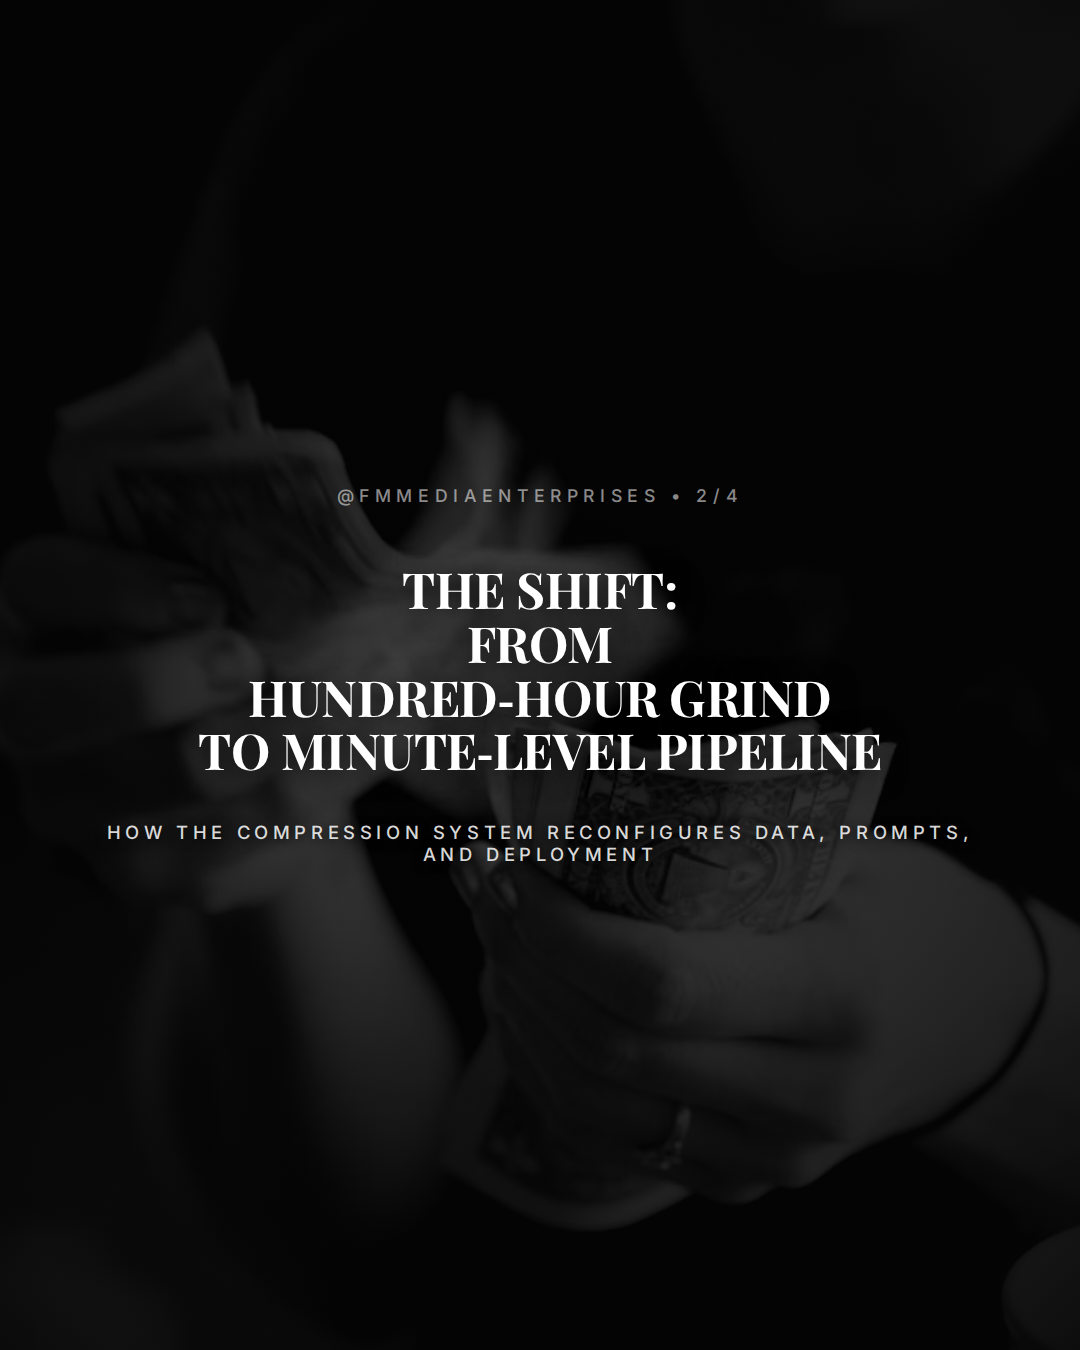 @FMMEDIAENTERPRISES • 2/4
THE SHIFT:
FROM
HUNDRED-HOUR GRIND
TO MINUTE-LEVEL PIPELINE
HOW THE COMPRESSION SYSTEM RECONFIGURES DATA, PROMPTS,
AND DEPLOYMENT